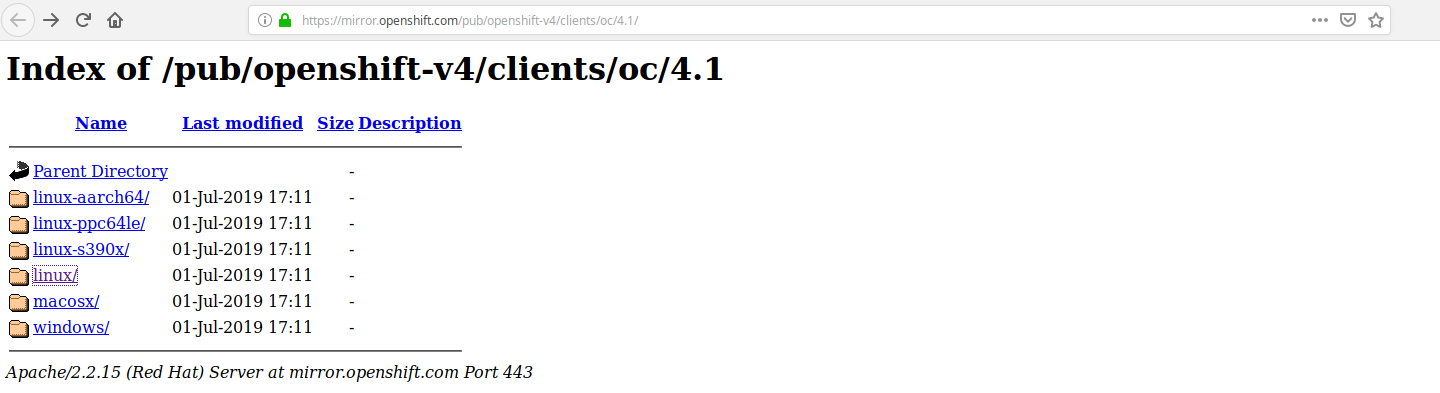 https://mirror.openshift.com/pub/openshift-v4/clients/oc/4.1/
Index of /pub/openshift-v4/clients/oc/4.1
Name Last modified Size Description
Parent Directory -
linux-aarch64/ 01-Jul-2019 17:11 -
linux-ppc64le/ 01-Jul-2019 17:11 -
linux-s390x/ 01-Jul-2019 17:11 -
linux/ 01-Jul-2019 17:11 -
macosx/ 01-Jul-2019 17:11 -
windows/ 01-Jul-2019 17:11 -
Apache/2.2.15 (Red Hat) Server at mirror.openshift.com Port 443